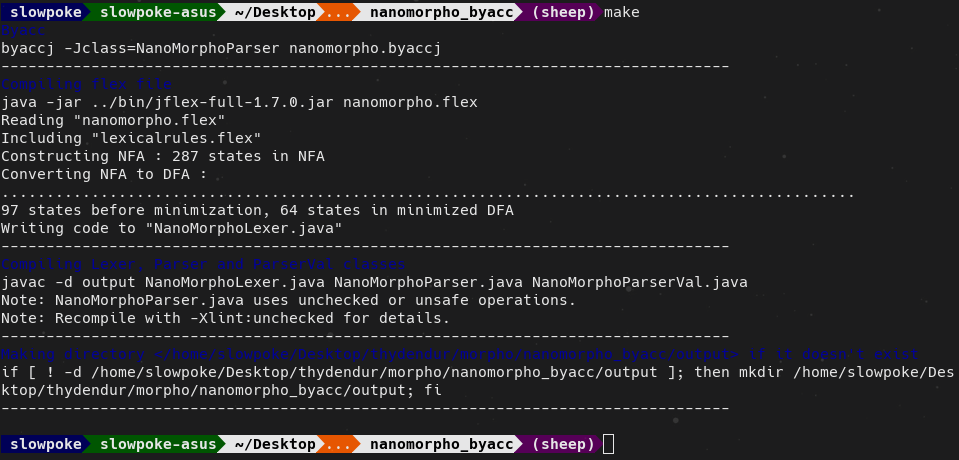 slowpoke slowpoke-asus ~/Desktop ... nanomorpho_byacc (sheep) make
Byacc
byaccj -Jclass=NanoMorphoParser nanomorpho.byaccj
---------------------------------------------------------------------------------
Compiling flex file
java -jar ../bin/jflex-full-1.7.0.jar nanomorpho.flex
Reading "nanomorpho.flex"
Including "lexicalrules.flex"
Constructing NFA : 287 states in NFA
Converting NFA to DFA :
...............................................................................................
97 states before minimization, 64 states in minimized DFA
Writing code to "NanoMorphoLexer.java"
---------------------------------------------------------------------------------
Compiling Lexer, Parser and ParserVal classes
javac -d output NanoMorphoLexer.java NanoMorphoParser.java NanoMorphoParserVal.java
Note: NanoMorphoParser.java uses unchecked or unsafe operations.
Note: Recompile with -Xlint:unchecked for details.
---------------------------------------------------------------------------------
Making directory </home/slowpoke/Desktop/thydendur/morpho/nanomorpho_byacc/output> if it doesn't exist
if [ ! -d /home/slowpoke/Desktop/thydendur/morpho/nanomorpho_byacc/output ]; then mkdir /home/slowpoke/Des
ktop/thydendur/morpho/nanomorpho_byacc/output; fi
---------------------------------------------------------------------------------
slowpoke slowpoke-asus ~/Desktop ... nanomorpho_byacc (sheep)